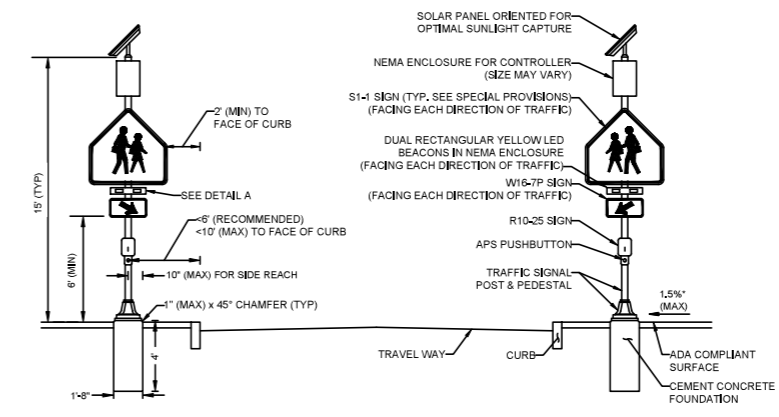 SOLAR PANEL ORIENTED FOR
OPTIMAL SUNLIGHT CAPTURE
NEMA ENCLOSURE FOR CONTROLLER
(SIZE MAY VARY)
S1-1 SIGN (TYP. SEE SPECIAL PROVISIONS)
(FACING EACH DIRECTION OF TRAFFIC)
2' (MIN) TO
FACE OF CURB
DUAL RECTANGULAR YELLOW LED
BEACONS IN NEMA ENCLOSURE
(FACING EACH DIRECTION OF TRAFFIC)
W16-7P SIGN
(FACING EACH DIRECTION OF TRAFFIC)
15' (TYP)
SEE DETAIL A
<6' (RECOMMENDED)
<10' (MAX) TO FACE OF CURB
R10-25 SIGN
APS PUSHBUTTON
6' (MIN)
10" (MAX) FOR SIDE REACH
TRAFFIC SIGNAL
POST & PEDESTAL
1" (MAX) x 45° CHAMFER (TYP)
1.5%*
(MAX)
4'
TRAVEL WAY
CURB
ADA COMPLIANT
SURFACE
1'-8"
CEMENT CONCRETE
FOUNDATION